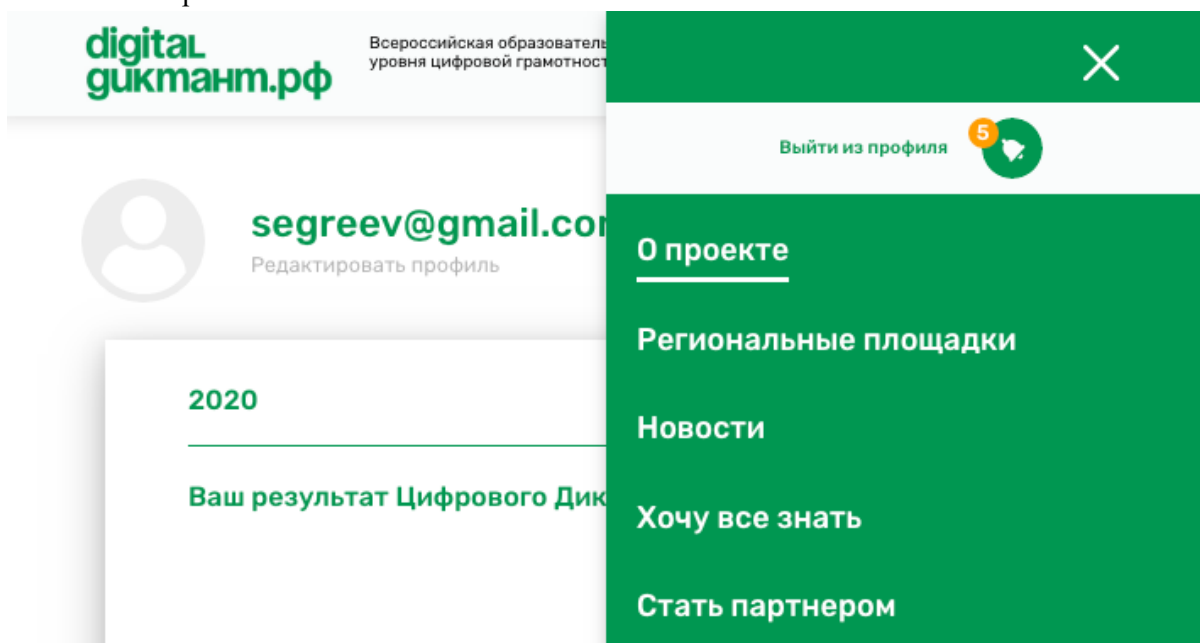 digitaL
диктант.рф
Всероссийская образователь
уровня цифровой грамотност
Выйти из профиля
5
segreev@gmail.cor
Редактировать профиль
О проекте
Региональные площадки
2020
Новости
Ваш результат Цифрового Дик
Хочу все знать
Стать партнером